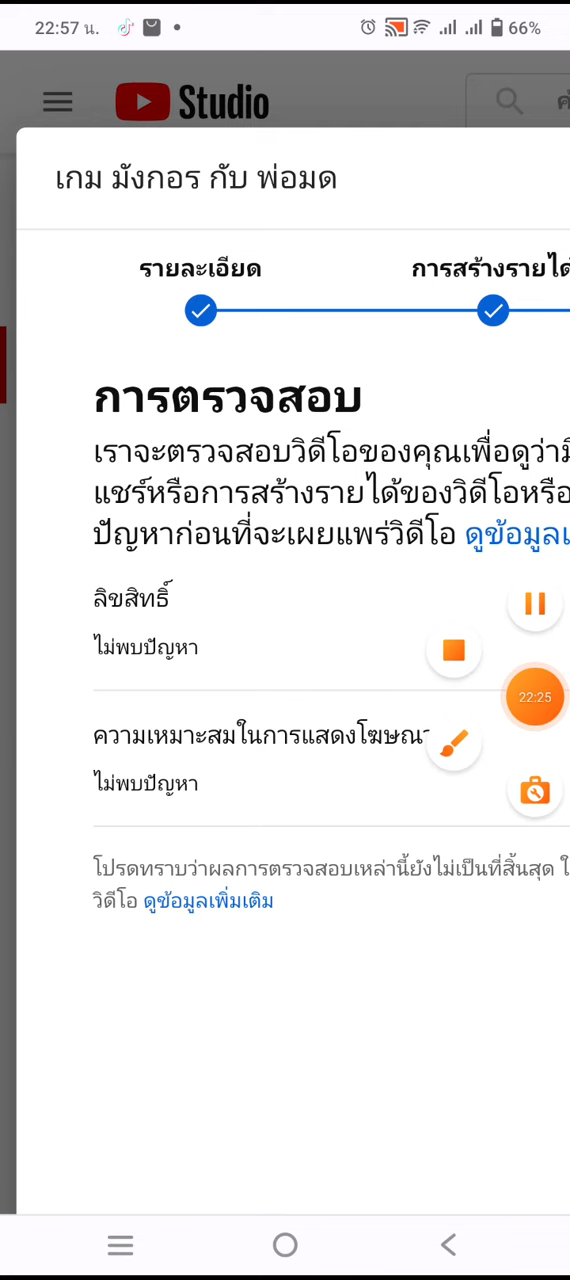 22:57 น.
66%
Studio
เกม มังกอร กับ พ่อมด
รายละเอียด
การสร้างรายได้
การตรวจสอบ
เราจะตรวจสอบวิดีโอของคุณเพื่อดูว่ามี
แชร์หรือการสร้างรายได้ของวิดีโอหรือ
ปัญหาก่อนที่จะเผยแพร่วิดีโอ ดูข้อมูล
ลิขสิทธิ์
ไม่พบปัญหา
22:25
ความเหมาะสมในการแสดงโฆษณา
ไม่พบปัญหา
โปรดทราบว่าผลการตรวจสอบเหล่านี้ยังไม่เป็นที่สิ้นสุด
วิดีโอ ดูข้อมูลเพิ่มเติม